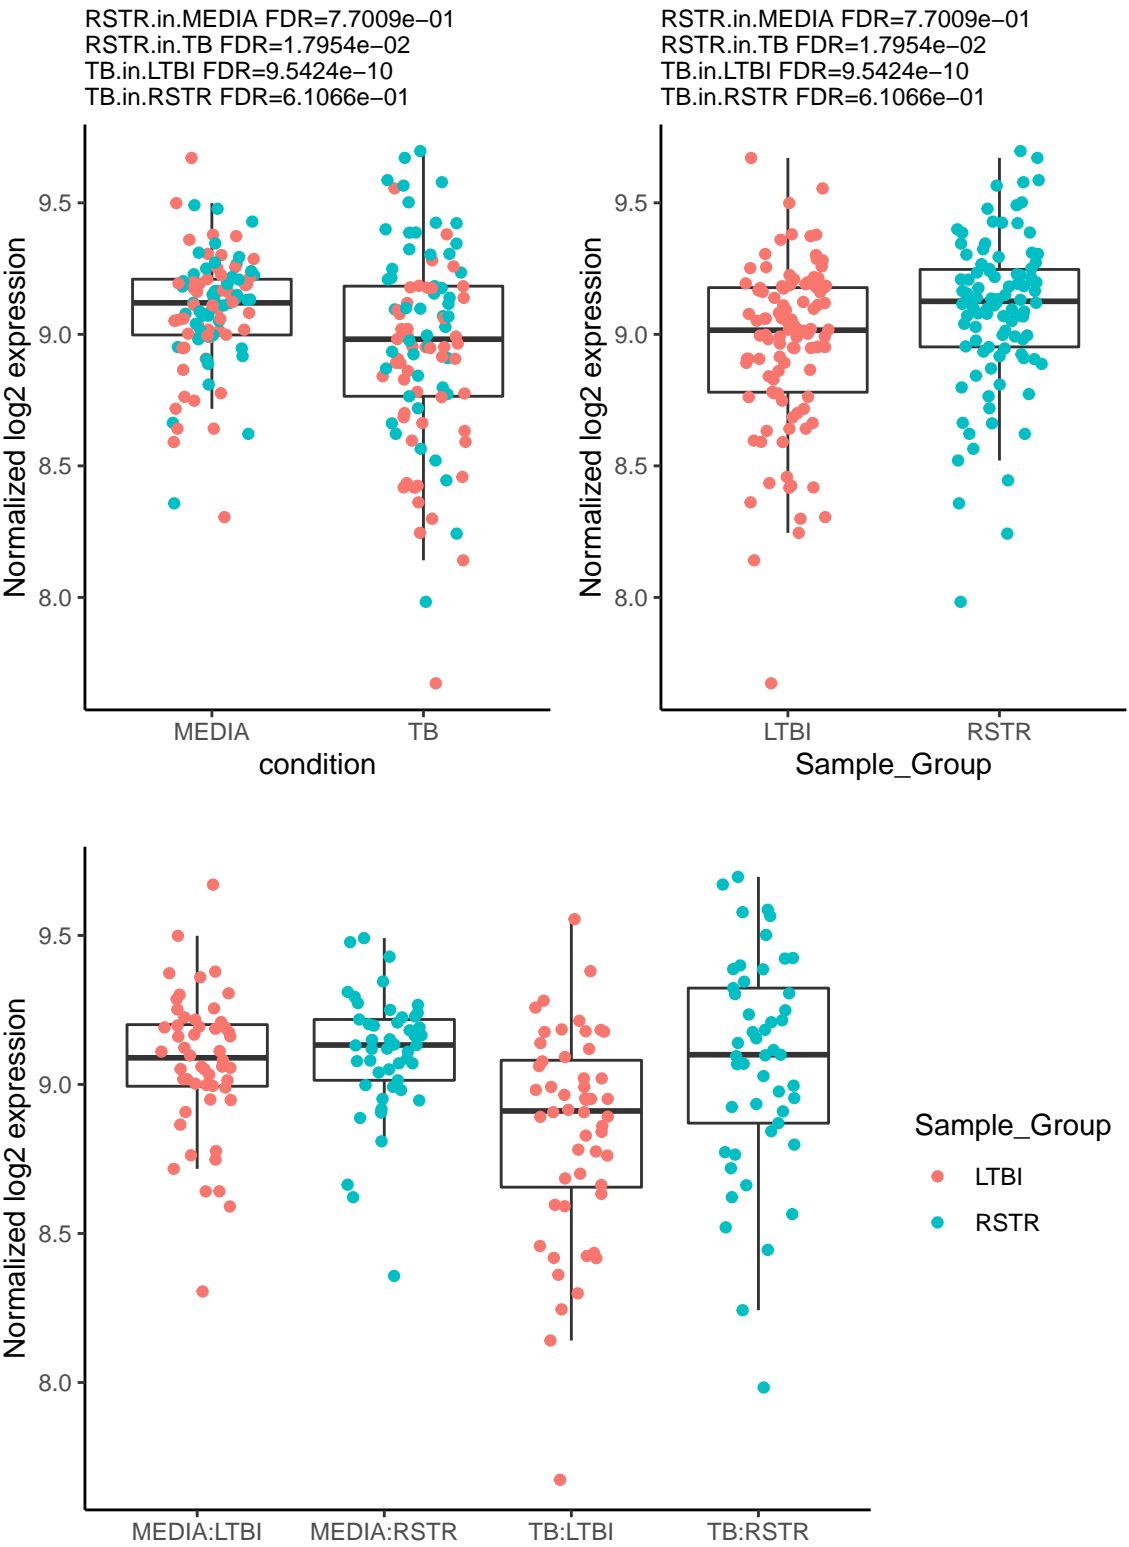 RSTR.in.MEDIA FDR=7.7009e−01
RSTR.in.TB FDR=1.7954e−02
TB.in.LTBI FDR=9.5424e−10
TB.in.RSTR FDR=6.1066e−01
Normalized log2 expression
9.5
9.0
8.5
8.0
MEDIA TB
condition
RSTR.in.MEDIA FDR=7.7009e−01
RSTR.in.TB FDR=1.7954e−02
TB.in.LTBI FDR=9.5424e−10
TB.in.RSTR FDR=6.1066e−01
Normalized log2 expression
9.5
9.0
8.5
8.0
LTBI RSTR
Sample_Group
Normalized log2 expression
9.5
9.0
8.5
8.0
MEDIA:LTBI MEDIA:RSTR TB:LTBI TB:RSTR
Sample_Group
LTBI
RSTR